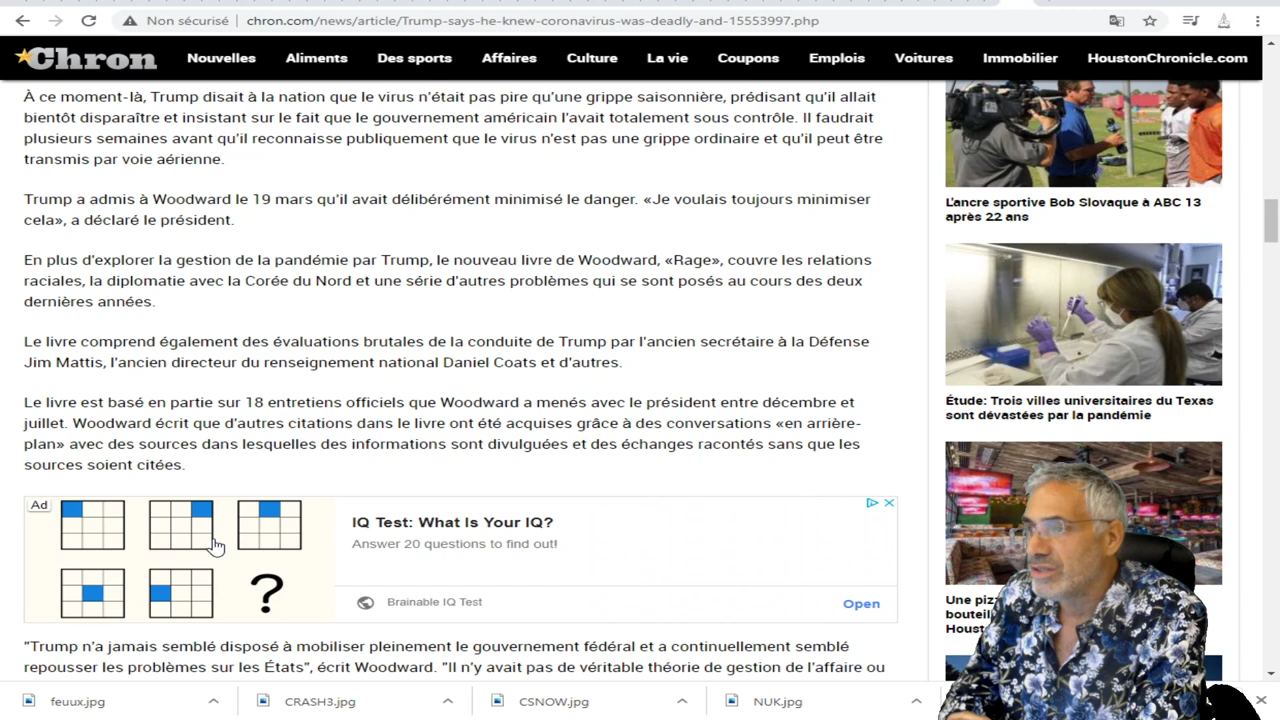 Non sécurisé | chron.com/news/article/Trump-says-he-knew-coronavirus-was-deadly-and-15553997.php
Chron
Nouvelles Aliments Des sports Affaires Culture La vie Coupons Emplois Voitures Immobilier HoustonChronicle.com
À ce moment-là, Trump disait à la nation que le virus n'était pas pire qu'une grippe saisonnière, prédisant qu'il allait
bientôt disparaître et insistant sur le fait que le gouvernement américain l'avait totalement sous contrôle. Il faudrait
plusieurs semaines avant qu'il reconnaisse publiquement que le virus n'est pas une grippe ordinaire et qu'il peut être
transmis par voie aérienne.
Trump a admis à Woodward le 19 mars qu'il avait délibérément minimisé le danger. «Je voulais toujours minimiser
cela», a déclaré le président.
En plus d'explorer la gestion de la pandémie par Trump, le nouveau livre de Woodward, «Rage», couvre les relations
raciales, la diplomatie avec la Corée du Nord et une série d'autres problèmes qui se sont posés au cours des deux
dernières années.
Le livre comprend également des évaluations brutales de la conduite de Trump par l'ancien secrétaire à la Défense
Jim Mattis, l'ancien directeur du renseignement national Daniel Coats et d'autres.
Le livre est basé en partie sur 18 entretiens officiels que Woodward a menés avec le président entre décembre et
juillet. Woodward écrit que d'autres citations dans le livre ont été acquises grâce à des conversations «en arrière-
plan» avec des sources dans lesquelles des informations sont divulguées et des échanges racontés sans que les
sources soient citées.
Ad
?
IQ Test: What Is Your IQ?
Answer 20 questions to find out!
Brainable IQ Test
Open
"Trump n'a jamais semblé disposé à mobiliser pleinement le gouvernement fédéral et a continuellement semblé
repousser les problèmes sur les États", écrit Woodward. "Il n'y avait pas de véritable théorie de gestion de l'affaire ou
L'ancre sportive Bob Slovaque à ABC 13
après 22 ans
Étude: Trois villes universitaires du Texas
sont dévastées par la pandémie
Une
feuux.jpg
CRASH3.jpg
CSNOW.jpg
NUK.jpg